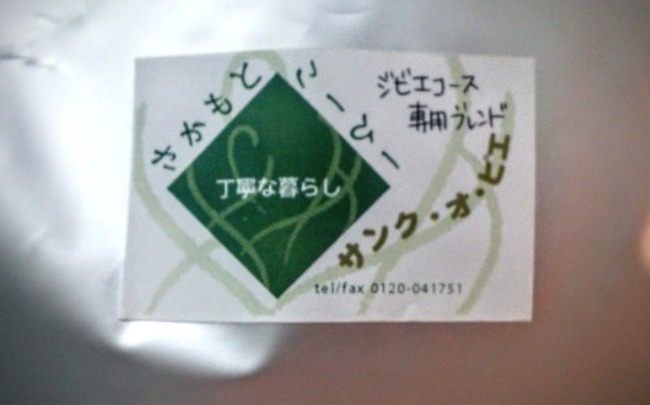 さかもとこーひー
ジビエコース
専用ブレンド
丁寧な暮らし
サンク・オ・ピエ
tel/fax 0120-041751